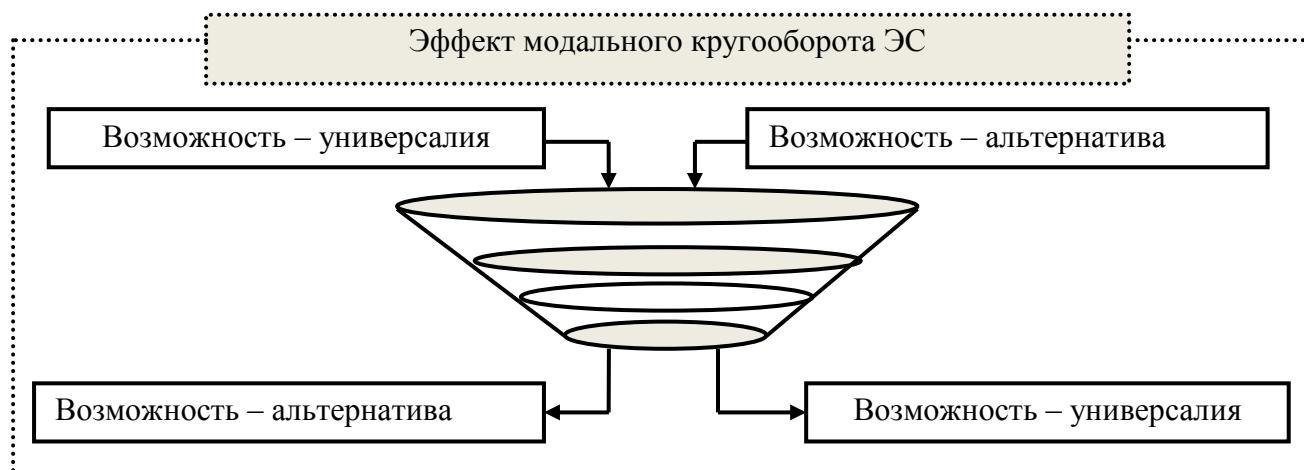 Эффект модального кругооборота ЭС
Возможность – универсалия
Возможность – альтернатива
Возможность – альтернатива
Возможность – универсалия